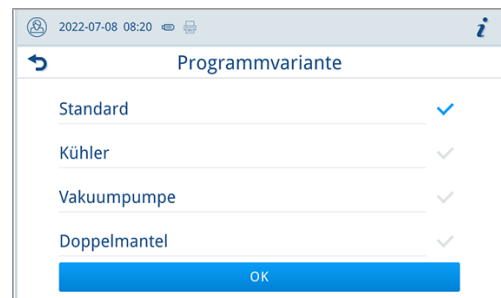 2022-07-08 08:20 i
Programmvariante
Standard
Kühler
Vakuumpumpe
Doppelmantel
OK